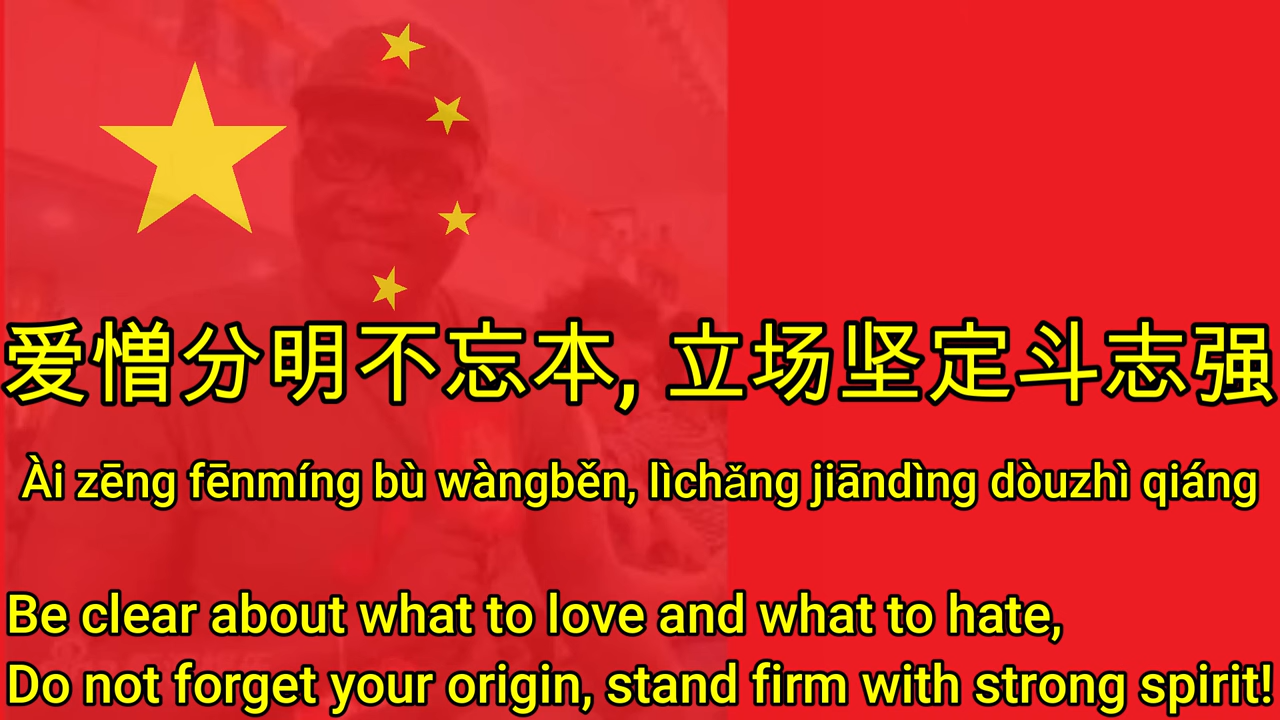 爱憎分明不忘本, 立场坚定斗志强
Ài zēng fēnmíng bù wàngběn, lìchǎng jiāndìng dòuzhì qiáng
Be clear about what to love and what to hate,
Do not forget your origin, stand firm with strong spirit!